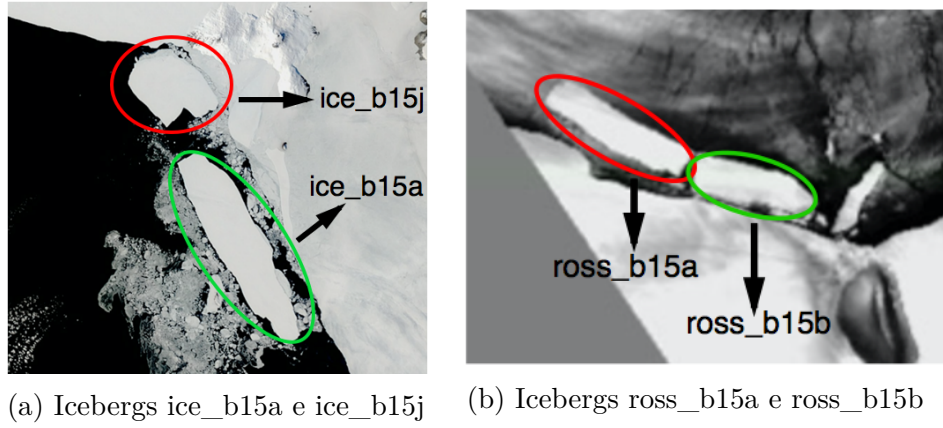 ice_b15j
ice_b15a
(a) Icebergs ice_b15a e ice_b15j
ross_b15a
ross_b15b
(b) Icebergs ross_b15a e ross_b15b